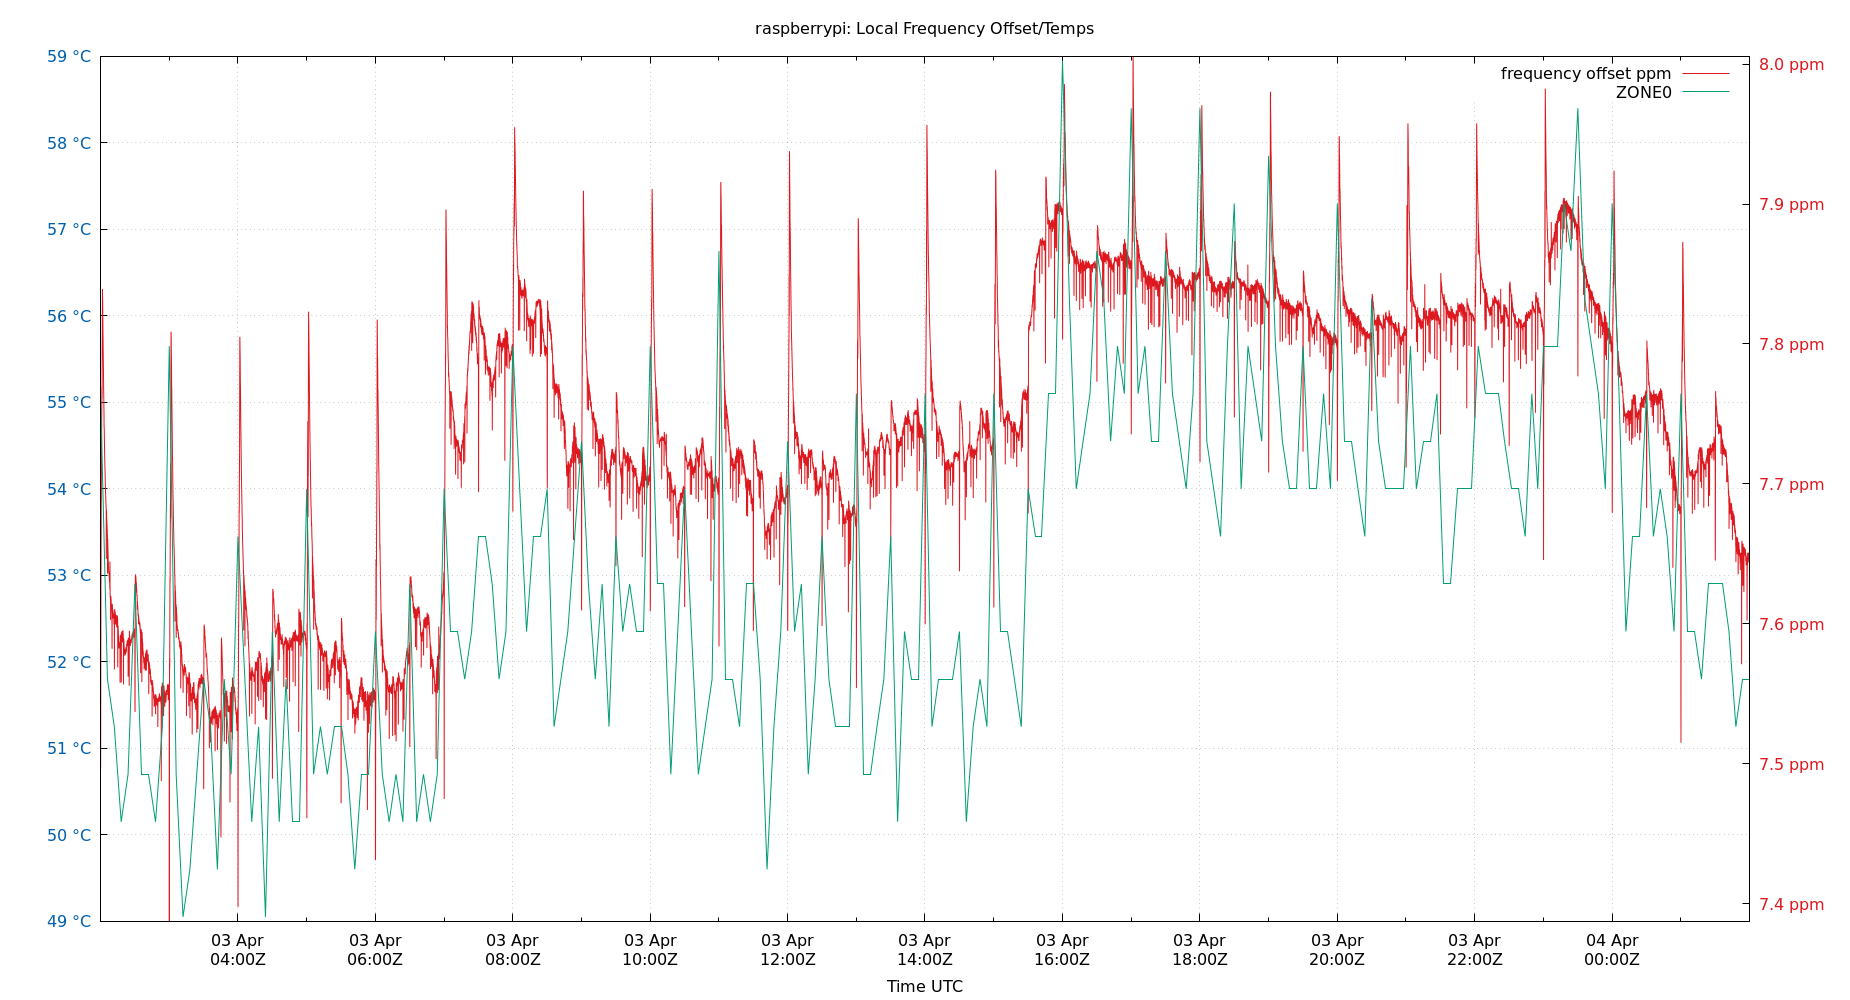 raspberrypi: Local Frequency Offset/Temps
frequency offset ppm
ZONE0
59 °C
58 °C
57 °C
56 °C
55 °C
54 °C
53 °C
52 °C
51 °C
50 °C
49 °C
8.0 ppm
7.9 ppm
7.8 ppm
7.7 ppm
7.6 ppm
7.5 ppm
7.4 ppm
03 Apr
04:00Z
03 Apr
06:00Z
03 Apr
08:00Z
03 Apr
10:00Z
03 Apr
12:00Z
03 Apr
14:00Z
03 Apr
16:00Z
03 Apr
18:00Z
03 Apr
20:00Z
03 Apr
22:00Z
04 Apr
00:00Z
Time UTC